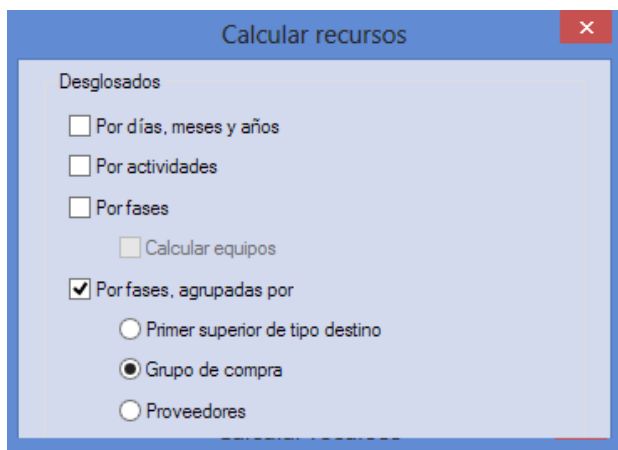 Calcular recursos
Desglosados
Por días, meses y años
Por actividades
Por fases
Calcular equipos
Por fases, agrupadas por
Primer superior de tipo destino
Grupo de compra
Proveedores